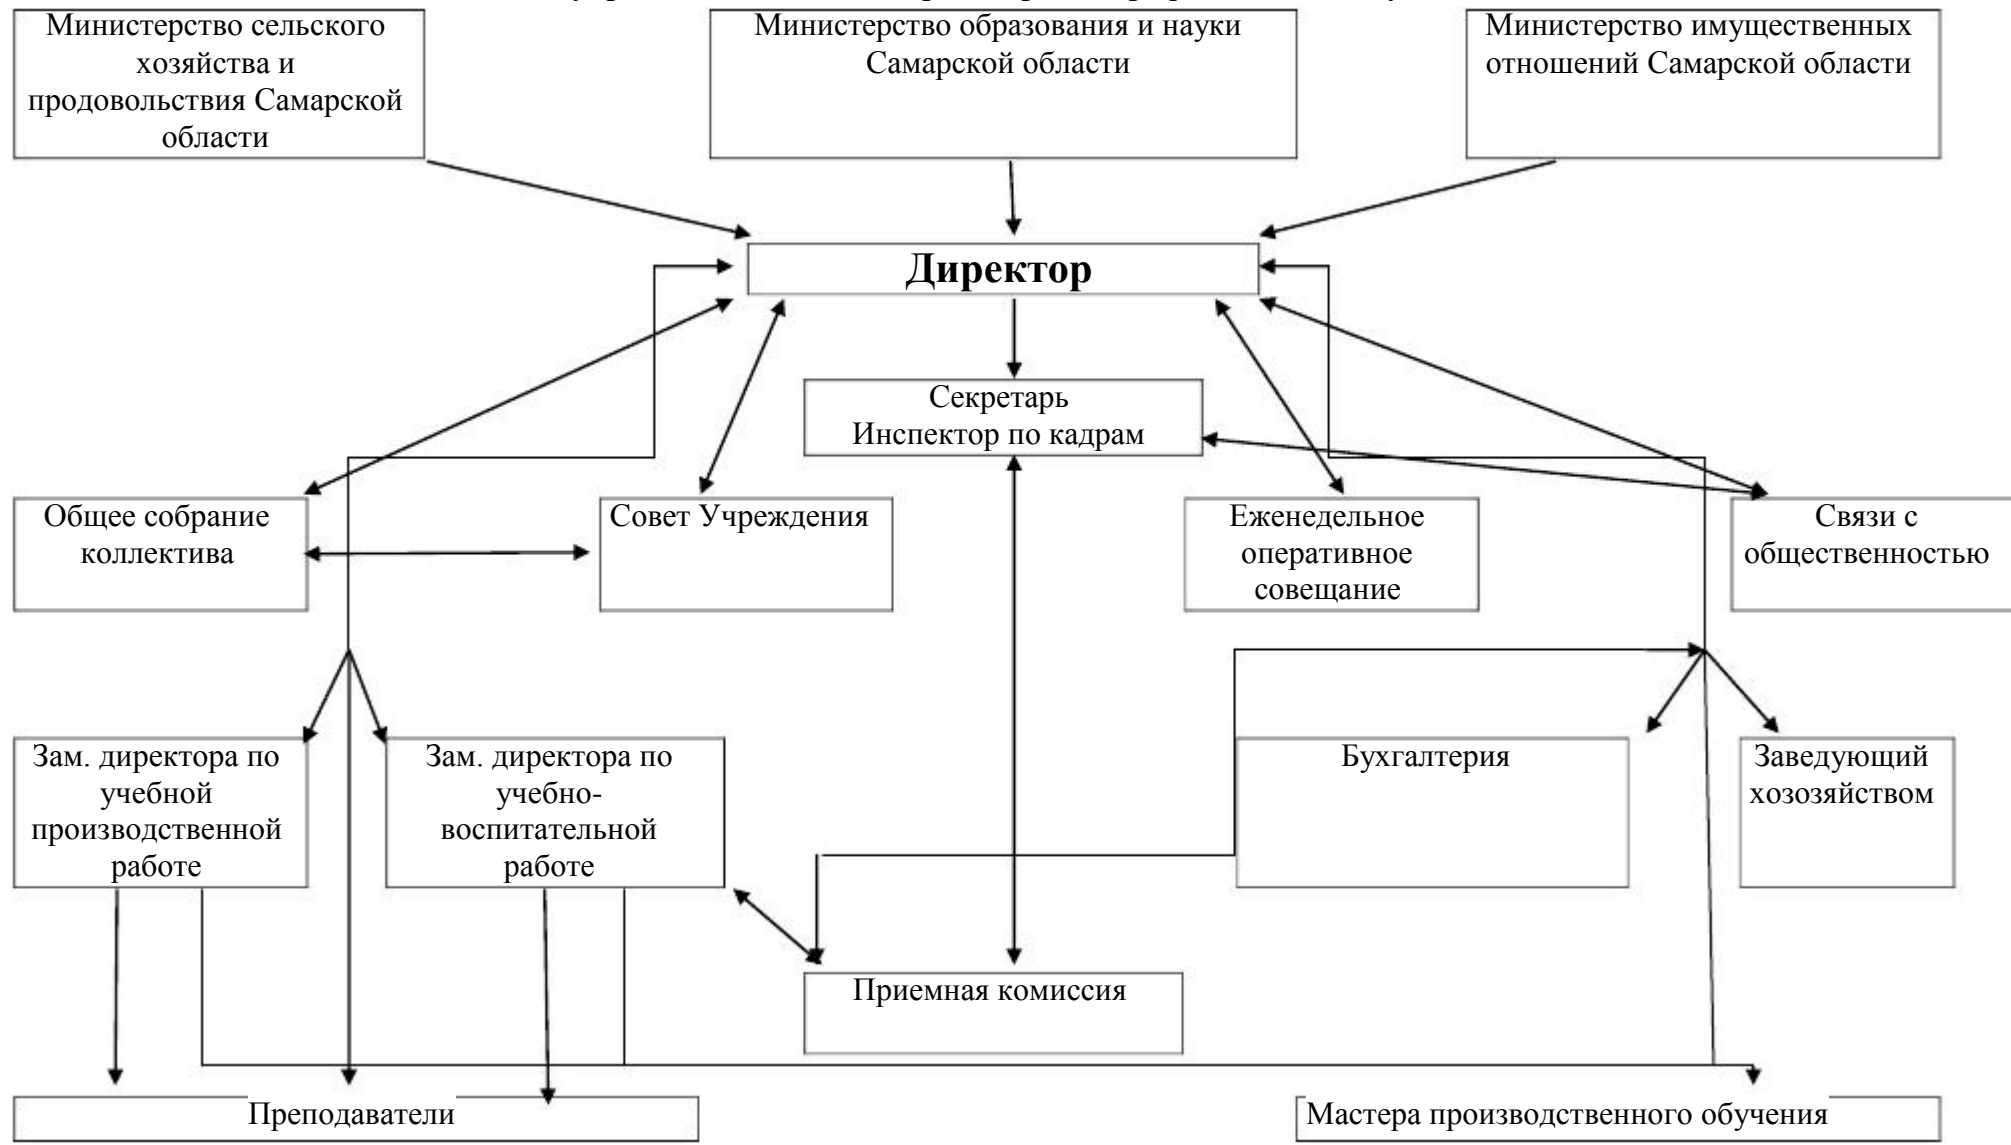 Министерство сельского
хозяйства и
продовольствия Самарской
области
Министерство образования и науки
Самарской области
Министерство имущественных
отношений Самарской области
Директор
Секретарь
Инспектор по кадрам
Общее собрание
коллектива
Совет Учреждения
Еженедельное
оперативное
совещание
Связи с
общественностью
Зам. директора по
учебной
производственной
работе
Зам. директора по
учебно-
воспитательной
работе
Бухгалтерия
Заведующий
хозозяйством
Приемная комиссия
Преподаватели
Мастера производственного обучения